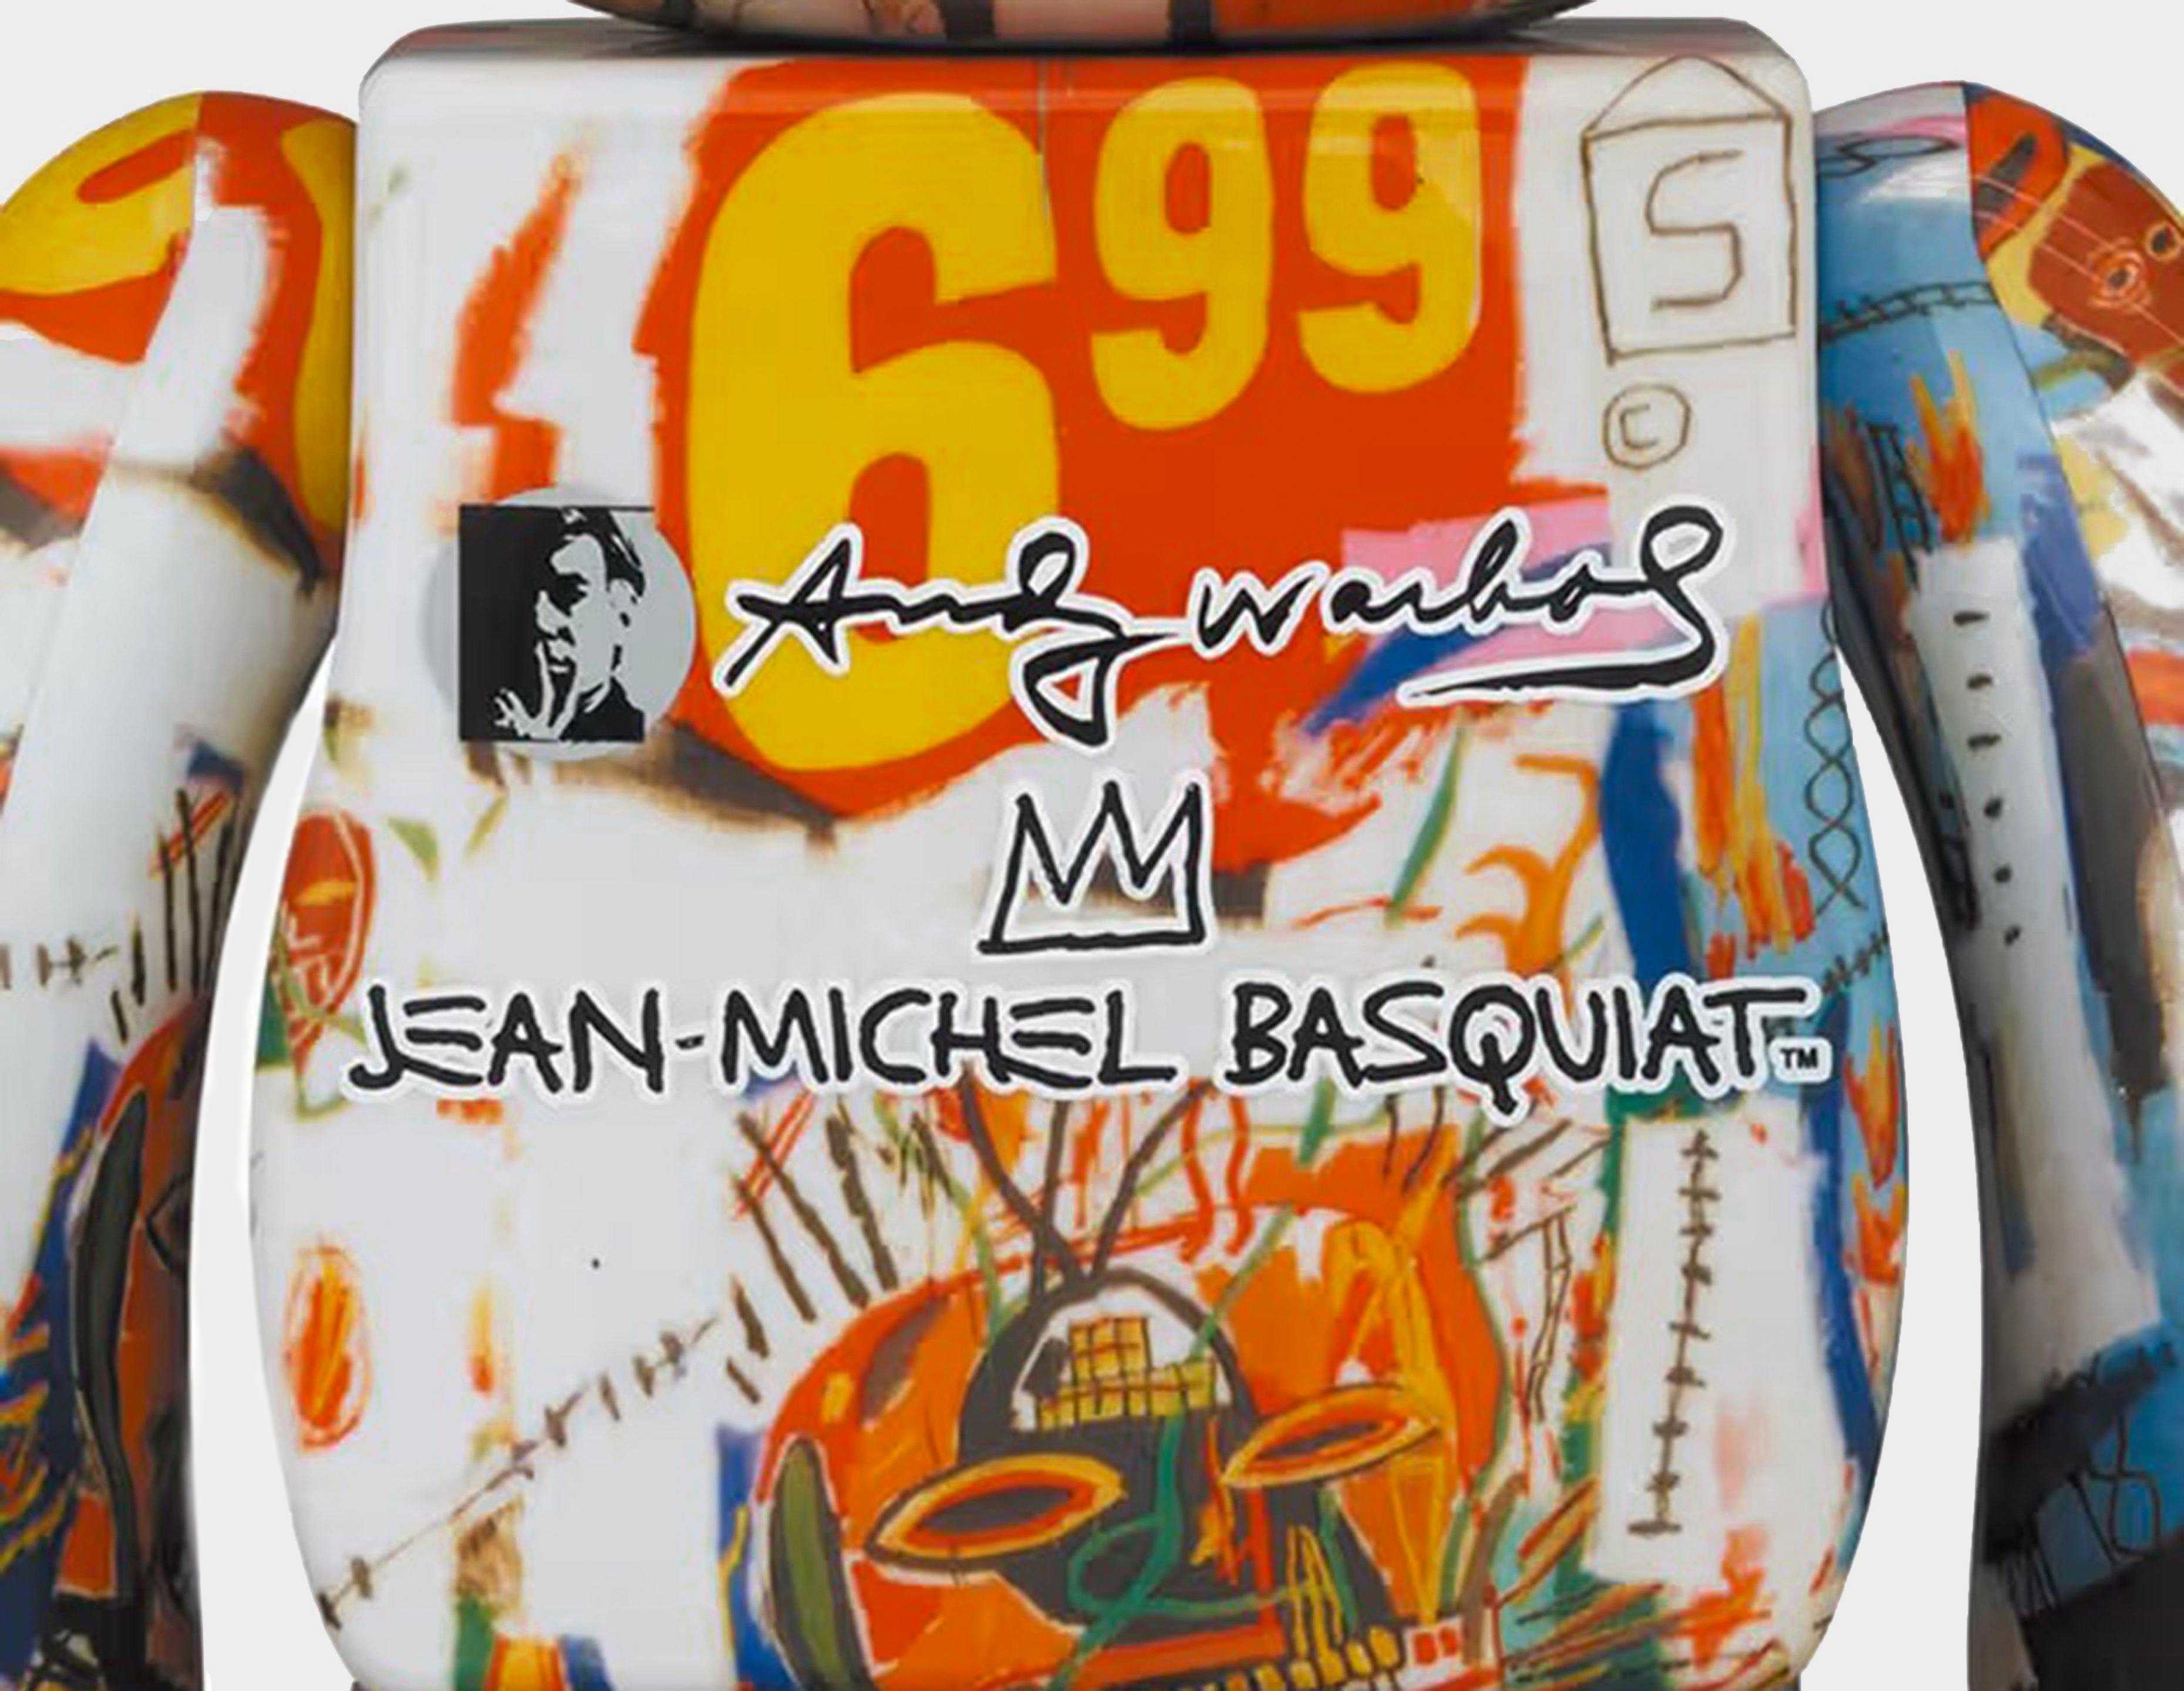 699
S
©
Andy Warhol
JEAN-MICHEL BASQUIAT™